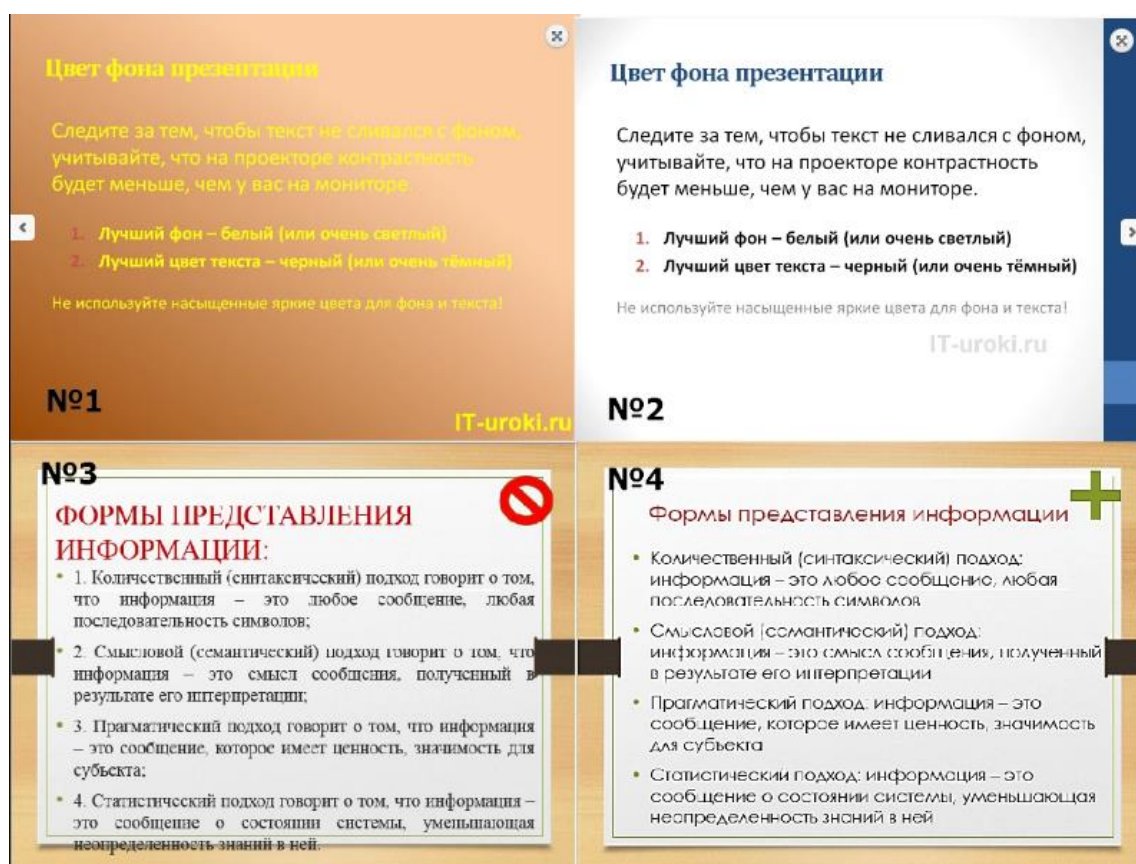 Цвет фона презентации
Следите за тем, чтобы текст не сливался с фоном,
учитывайте, что на проекторе контрастность
будет меньше, чем у вас на мониторе.
1. Лучший фон – белый (или очень светлый)
2. Лучший цвет текста – черный (или очень тёмный)
Не используйте насыщенные яркие цвета для фона и текста!
№1
IT-uroki.ru
Цвет фона презентации
Следите за тем, чтобы текст не сливался с фоном,
учитывайте, что на проекторе контрастность
будет меньше, чем у вас на мониторе.
1. Лучший фон – белый (или очень светлый)
2. Лучший цвет текста – черный (или очень тёмный)
Не используйте насыщенные яркие цвета для фона и текста!
IT-uroki.ru
№2
№3
ФОРМЫ ПРЕДСТАВЛЕНИЯ
ИНФОРМАЦИИ:
• 1. Количественный (синтаксический) подход говорит о том,
что информация – это любое сообщение, любая
последовательность символов;
• 2. Смысловой (семантический) подход говорит о том, что
информация – это смысл сообщения, полученный в
результате его интерпретации;
• 3. Прагматический подход говорит о том, что информация
– это сообщение, которое имеет ценность, значимость для
субъекта;
• 4. Статистический подход говорит о том, что информация –
это сообщение о состоянии системы, уменьшающая
неопределенность знаний в ней.
№4
Формы представления информации
• Количественный (синтаксический) подход:
информация – это любое сообщение, любая
последовательность символов
• Смысловой (семантический) подход:
информация – это смысл сообщения, полученный
в результате его интерпретации
• Прагматический подход: информация – это
сообщение, которое имеет ценность, значимость
для субъекта
• Статистический подход: информация – это
сообщение о состоянии системы, уменьшающая
неопределенность знаний в ней